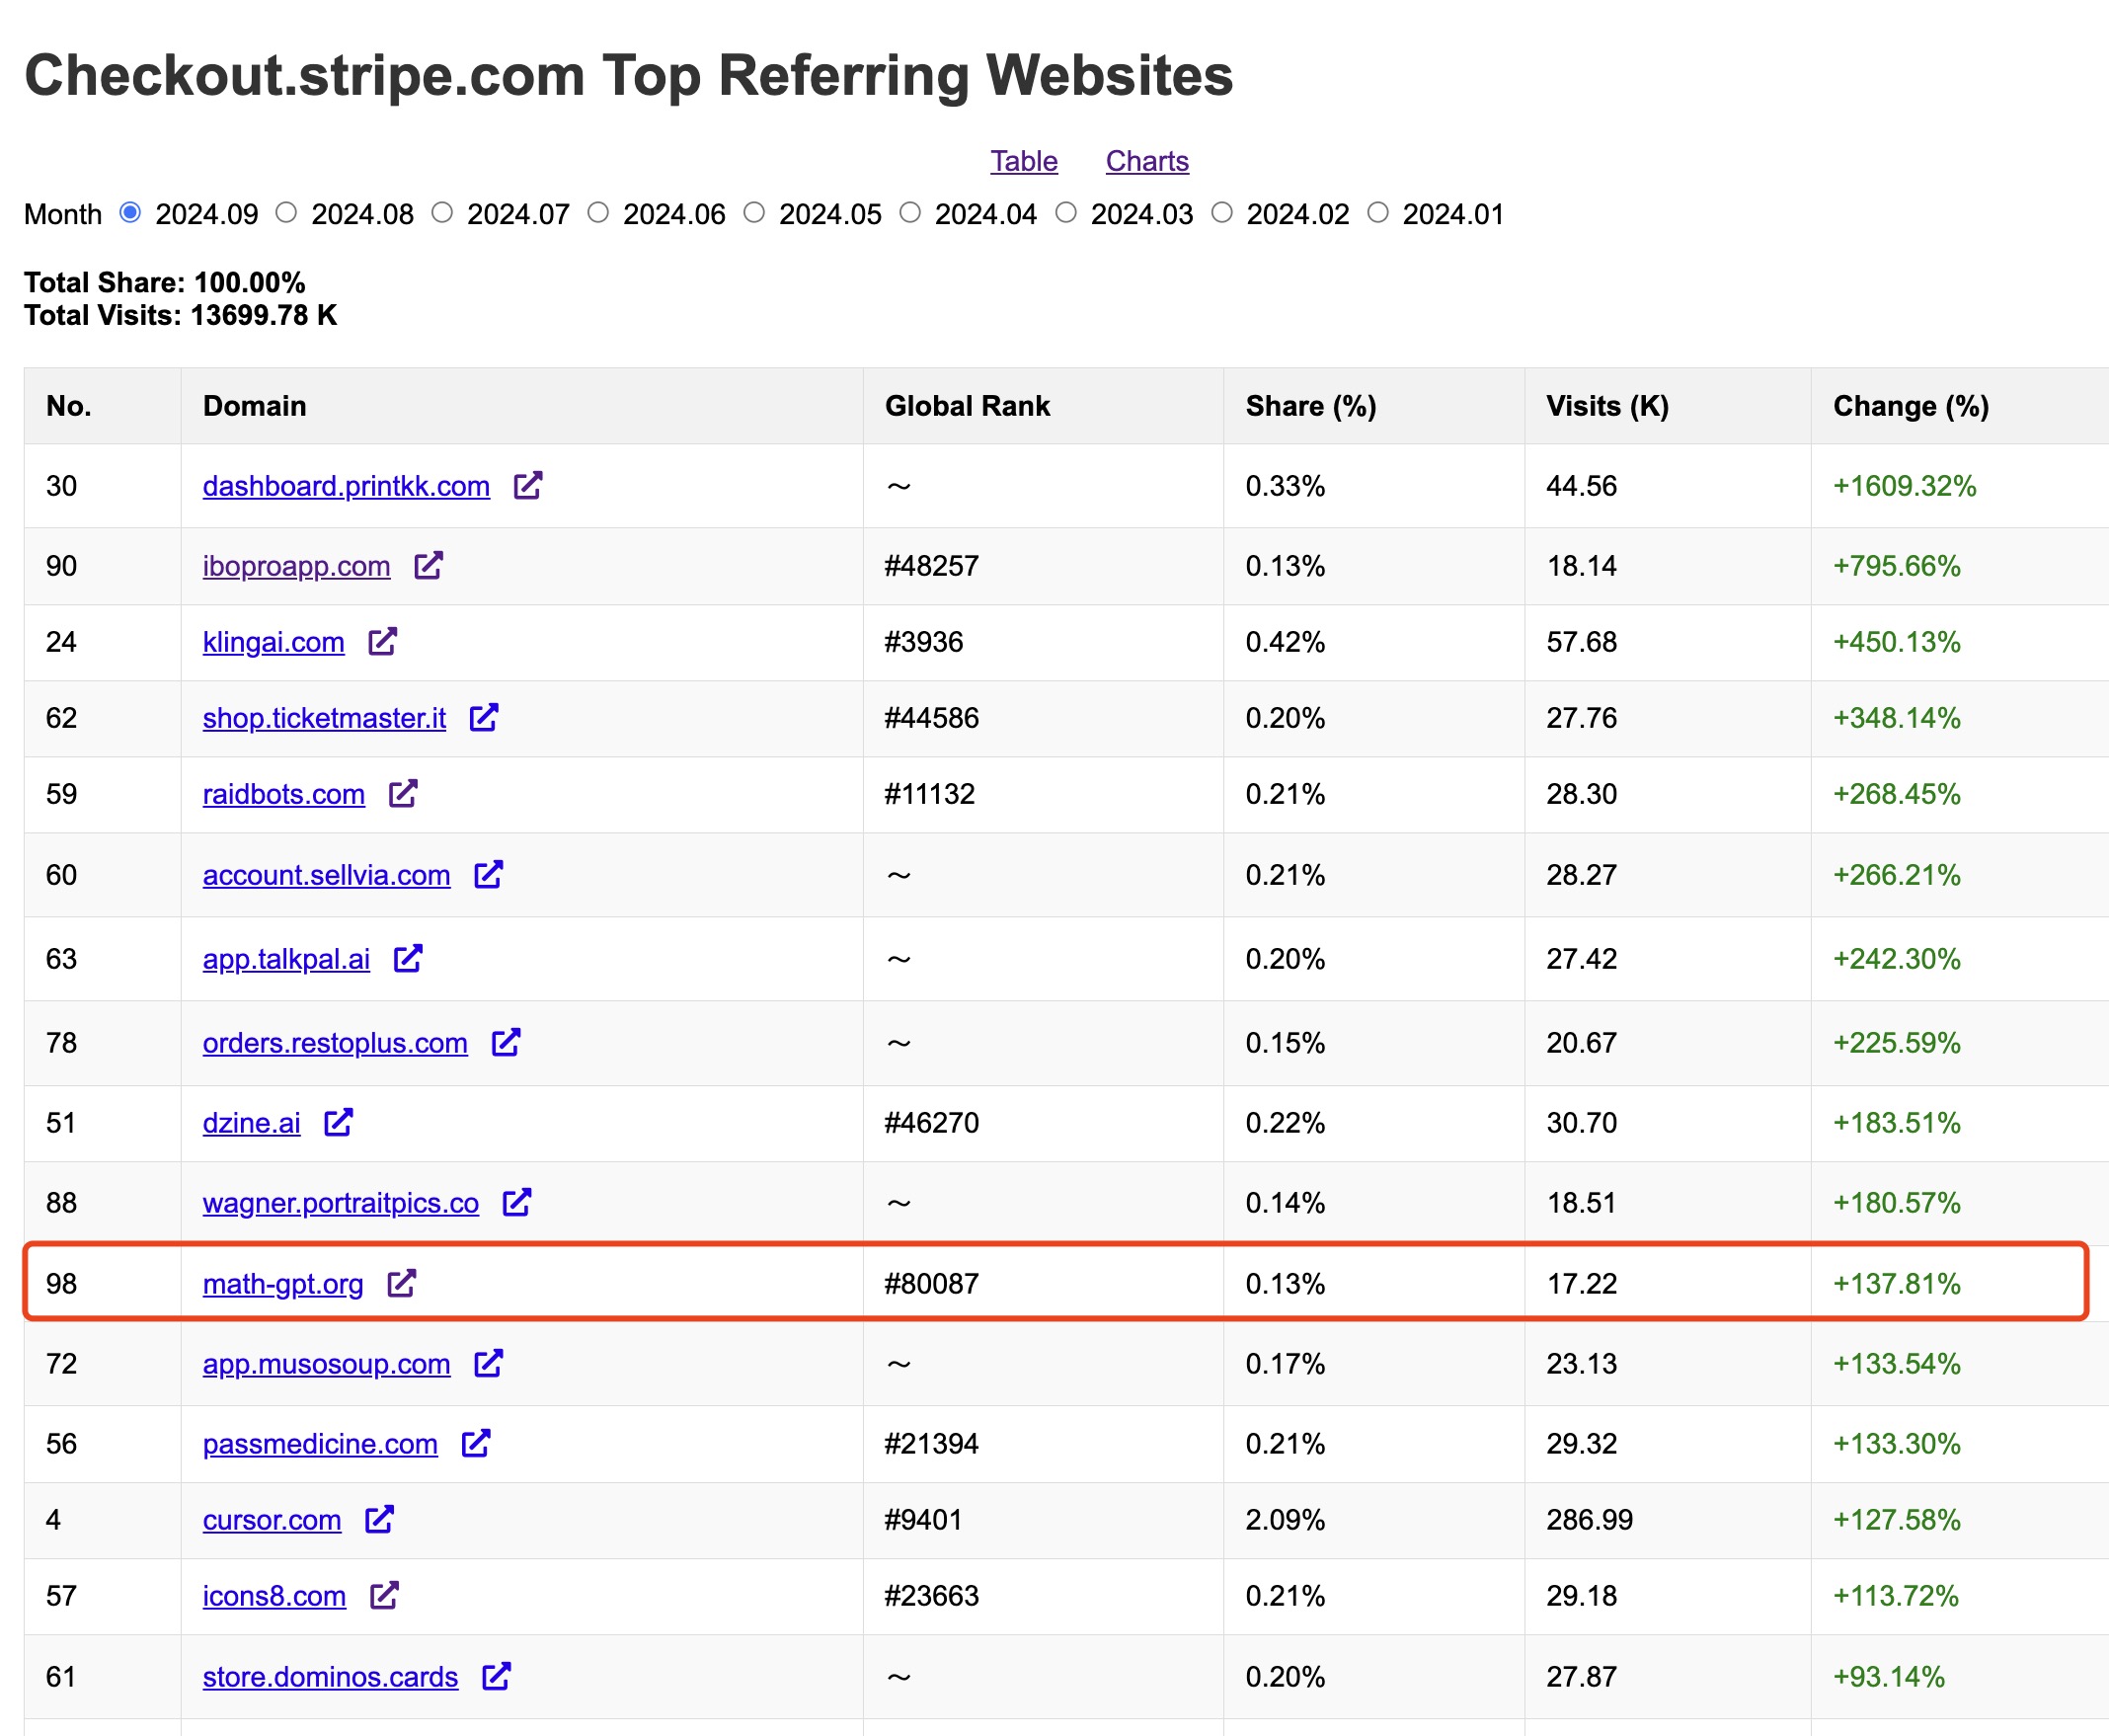 Checkout.stripe.com Top Referring Websites
Table Charts
Month 2024.09 2024.08 2024.07 2024.06 2024.05 2024.04 2024.03 2024.02 2024.01
Total Share: 100.00%
Total Visits: 13699.78 K
No. Domain Global Rank Share (%) Visits (K) Change (%)
30 dashboard.printkk.com ~ 0.33% 44.56 +1609.32%
90 iboproapp.com #48257 0.13% 18.14 +795.66%
24 klingai.com #3936 0.42% 57.68 +450.13%
62 shop.ticketmaster.it #44586 0.20% 27.76 +348.14%
59 raidbots.com #11132 0.21% 28.30 +268.45%
60 account.sellvia.com ~ 0.21% 28.27 +266.21%
63 app.talkpal.ai ~ 0.20% 27.42 +242.30%
78 orders.restoplus.com ~ 0.15% 20.67 +225.59%
51 dzine.ai #46270 0.22% 30.70 +183.51%
88 wagner.portraitpics.co ~ 0.14% 18.51 +180.57%
98 math-gpt.org #80087 0.13% 17.22 +137.81%
72 app.musosoup.com ~ 0.17% 23.13 +133.54%
56 passmedicine.com #21394 0.21% 29.32 +133.30%
4 cursor.com #9401 2.09% 286.99 +127.58%
57 icons8.com #23663 0.21% 29.18 +113.72%
61 store.dominos.cards ~ 0.20% 27.87 +93.14%